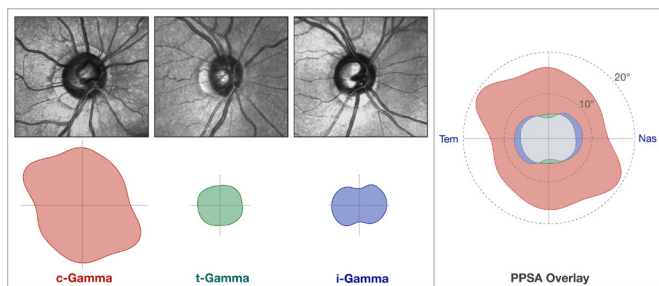 20°
10°
Tem
Nas
c-Gamma
t-Gamma
i-Gamma
PPSA Overlay